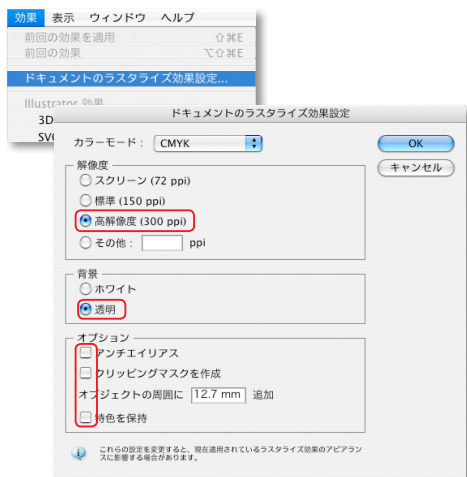 効果 表示 ウィンドウ ヘルプ
前回の効果を適用 ⇧⌘E
前回の効果 ⌥⇧⌘E
ドキュメントのラスタライズ効果設定...
Illustrator 効果
3D
SVG
ドキュメントのラスタライズ効果設定
カラーモード： CMYK
OK
キャンセル
解像度
スクリーン (72 ppi)
標準 (150 ppi)
高解像度 (300 ppi)
その他： ppi
背景
ホワイト
透明
オプション
アンチエイリアス
クリッピングマスクを作成
オブジェクトの周囲に 12.7 mm 追加
特色を保持
これらの設定を変更すると、現在適用されているラスタライズ効果のアピアラン
スに影響する場合があります。